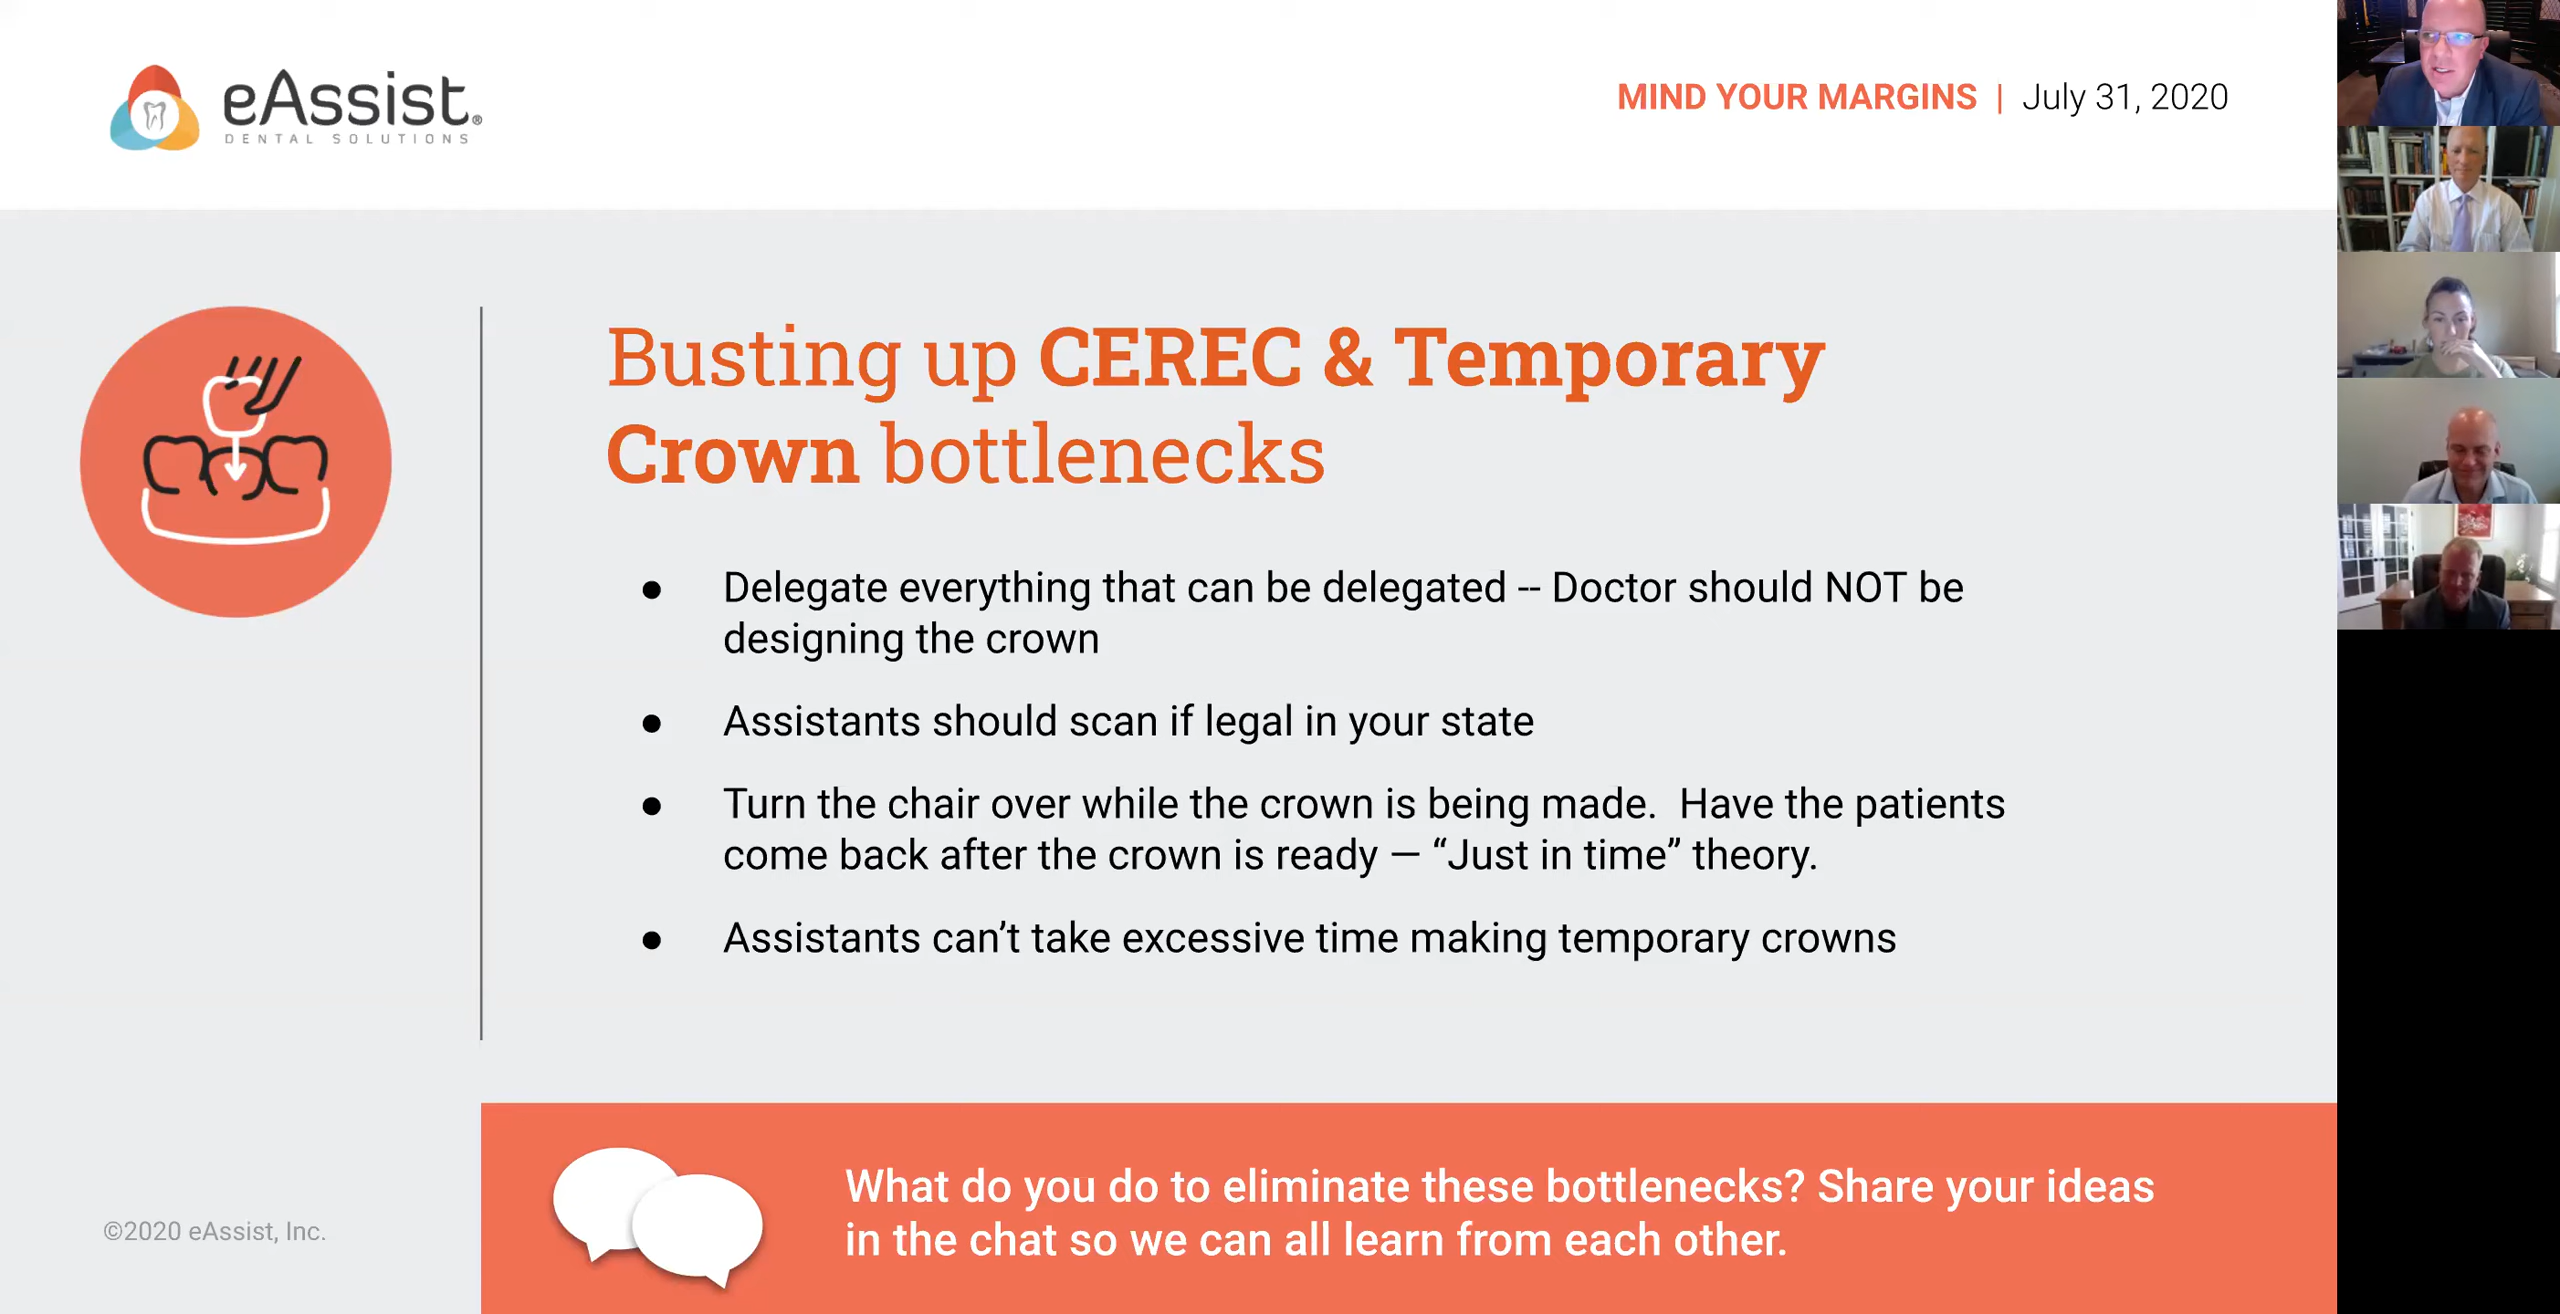 eAssist®
DENTAL SOLUTIONS
MIND YOUR MARGINS | July 31, 2020
Busting up CEREC & Temporary
Crown bottlenecks
● Delegate everything that can be delegated -- Doctor should NOT be
designing the crown
● Assistants should scan if legal in your state
● Turn the chair over while the crown is being made.  Have the patients
come back after the crown is ready — “Just in time” theory.
● Assistants can’t take excessive time making temporary crowns
What do you do to eliminate these bottlenecks? Share your ideas
in the chat so we can all learn from each other.
©2020 eAssist, Inc.